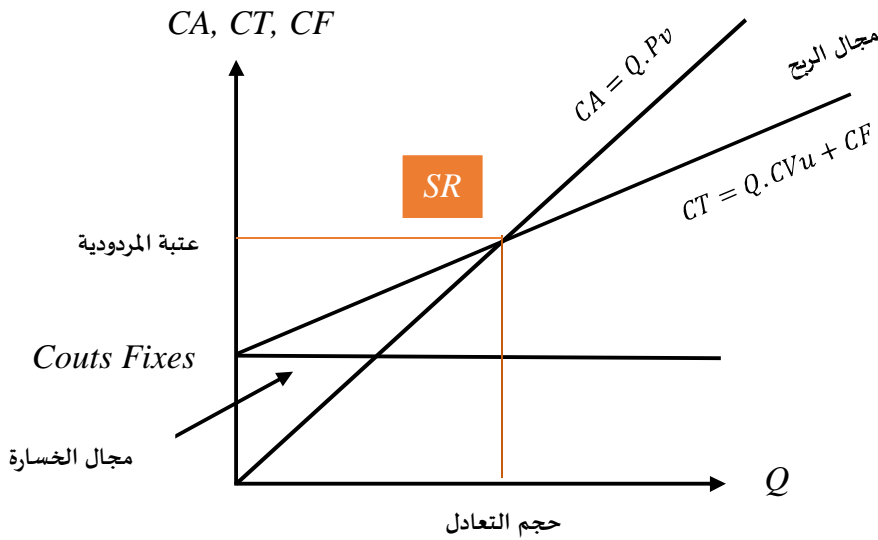 CA, CT, CF
مجال الربح
CA = Q.Pv
CT = Q.CVu + CF
SR
عتبة المردودية
Couts Fixes
مجال الخسارة
Q
حجم التعادل